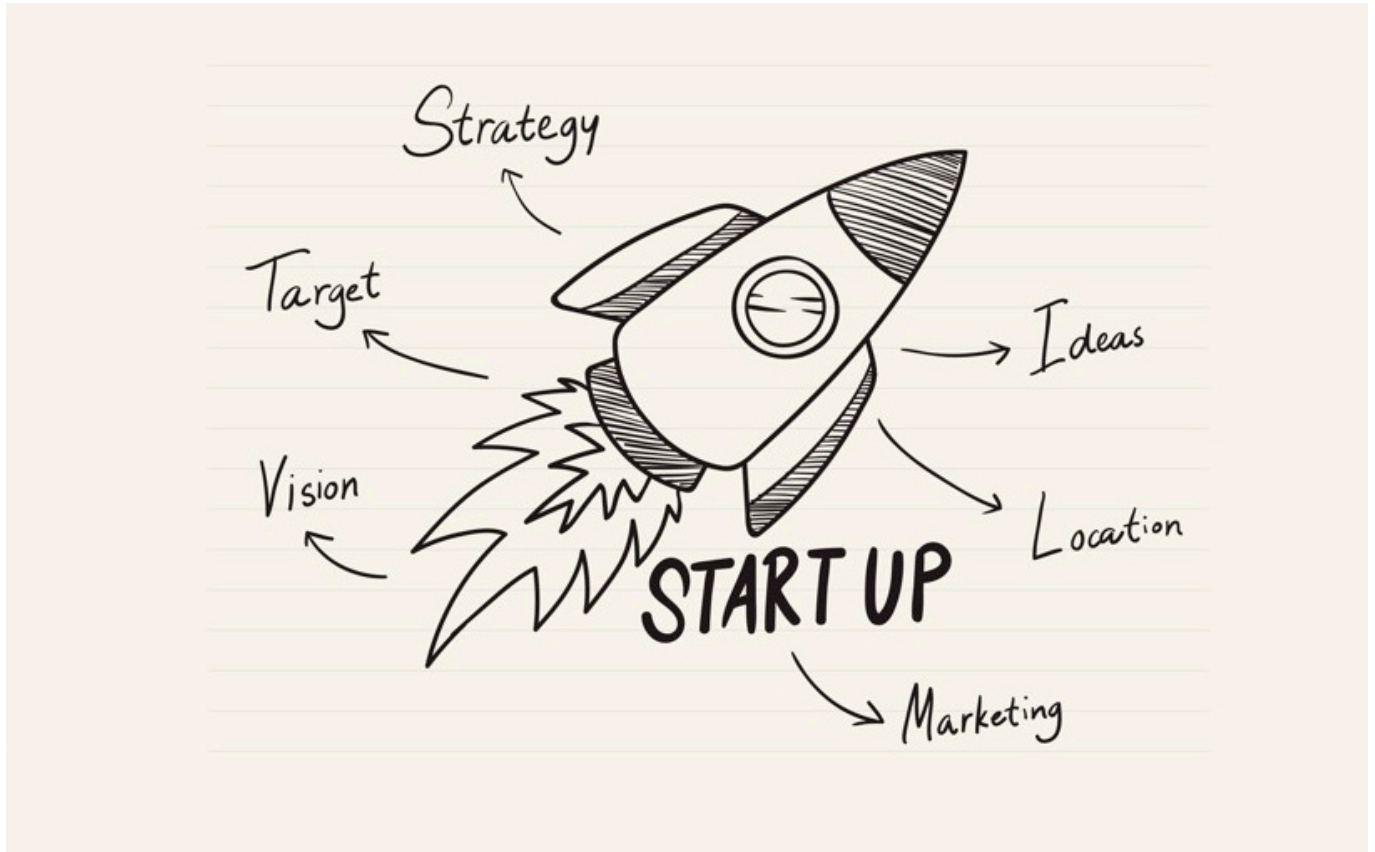 Strategy
Target
Ideas
Vision
Location
START UP
Marketing